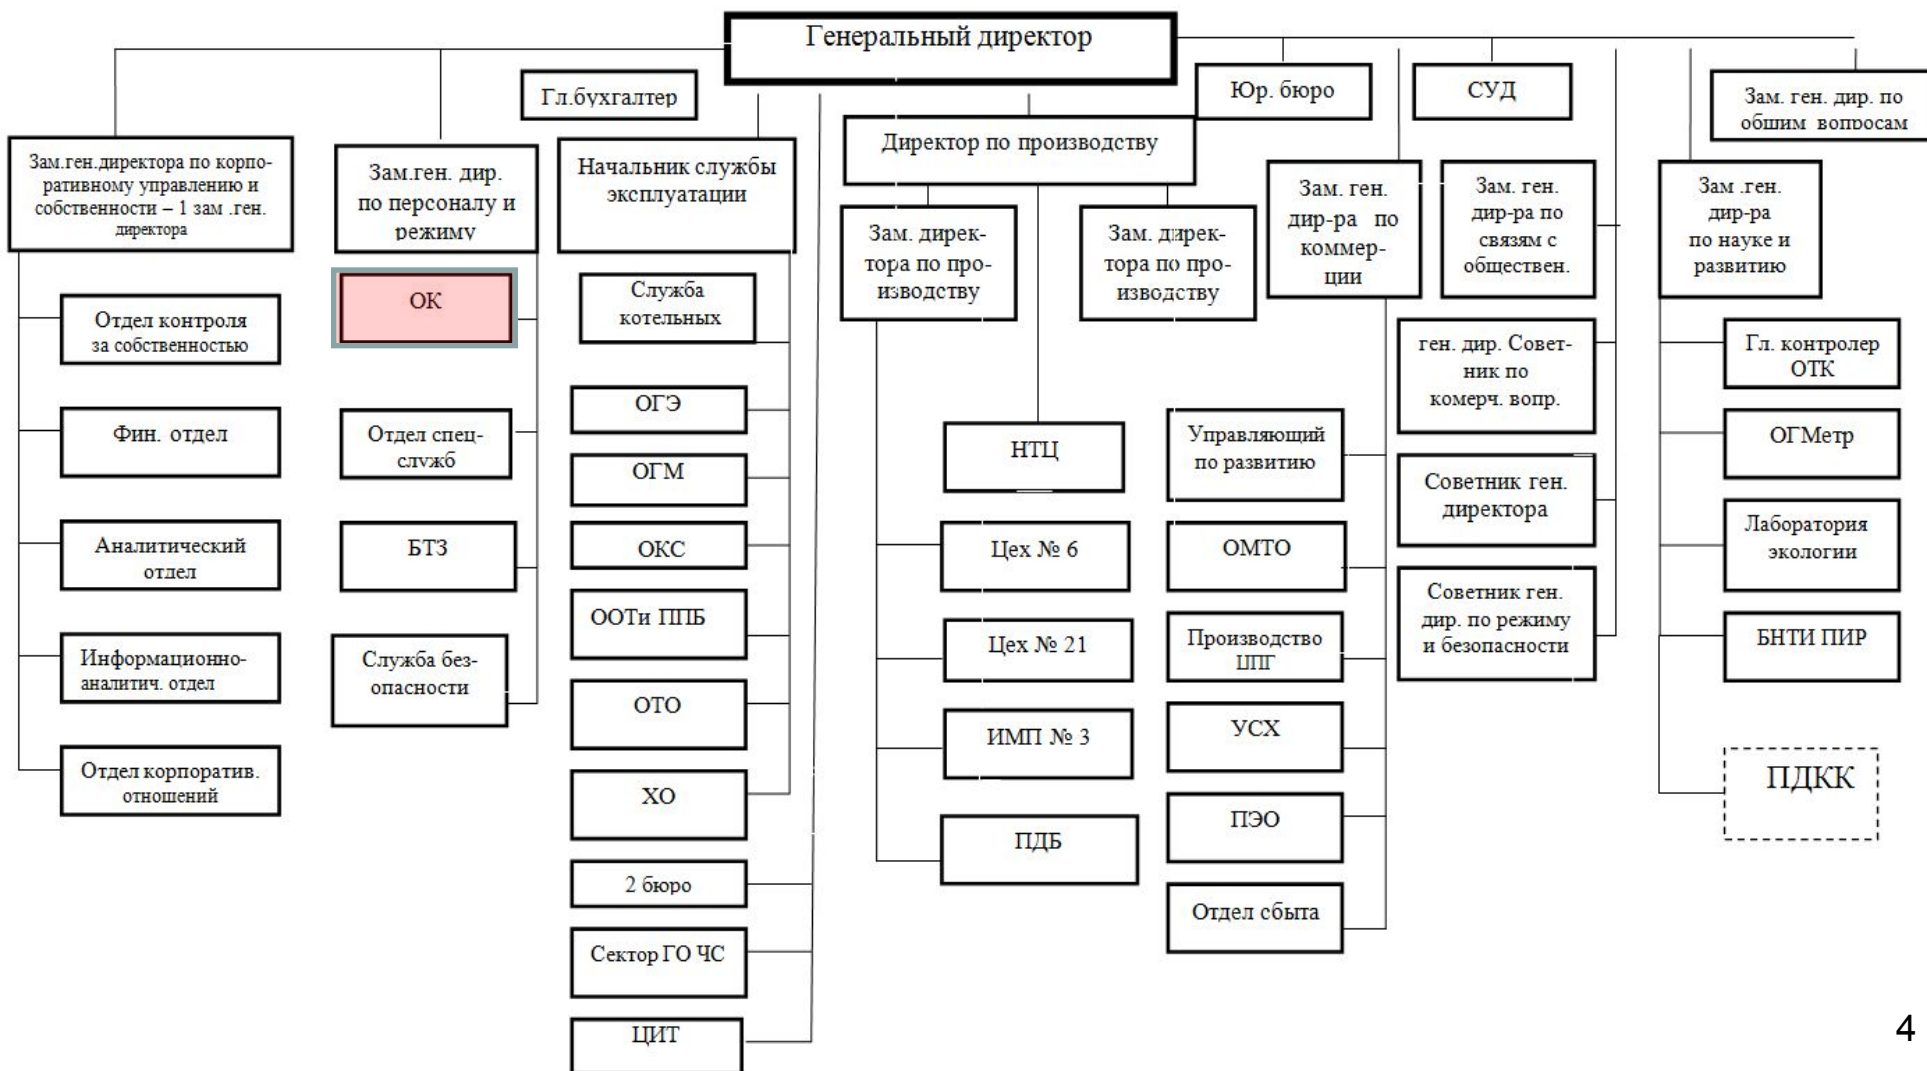 Генеральный директор
Гл.бухгалтер
Юр. бюро
СУД
Зам. ген. дир. по
общим вопросам
Зам.ген.директора по корпо-
ративному управлению и
собственности – 1 зам .ген.
директора
Зам.ген. дир.
по персоналу и
режиму
Начальник службы
эксплуатации
Директор по производству
Зам. дирек-
тора по про-
изводству
Зам. дирек-
тора по про-
изводству
Зам. ген.
дир-ра по
коммер-
ции
Зам. ген.
дир-ра по
связям с
обществен.
Зам .ген.
дир-ра
по науке и
развитию
Отдел контроля
за собственностью
Фин. отдел
Аналитический
отдел
Информационно-
аналитич. отдел
Отдел корпоратив.
отношений
ОК
Отдел спец-
служб
БТЗ
Служба без-
опасности
Служба
котельных
ОГЭ
ОГМ
ОКС
ООТи ППБ
ОТО
ХО
2 бюро
Сектор ГО ЧС
ЦИТ
НТЦ
Цех № 6
Цех № 21
ИМП № 3
ПДБ
Управляющий
по развитию
ОМТО
Производство
ЦПГ
УСХ
ПЭО
Отдел сбыта
ген. дир. Совет-
ник по
комерч. вопр.
Советник ген.
директора
Советник ген.
дир. по режиму
и безопасности
Гл. контролер
ОТК
ОГМетр
Лаборатория
экологии
БНТИ ПИР
ПДКК
4